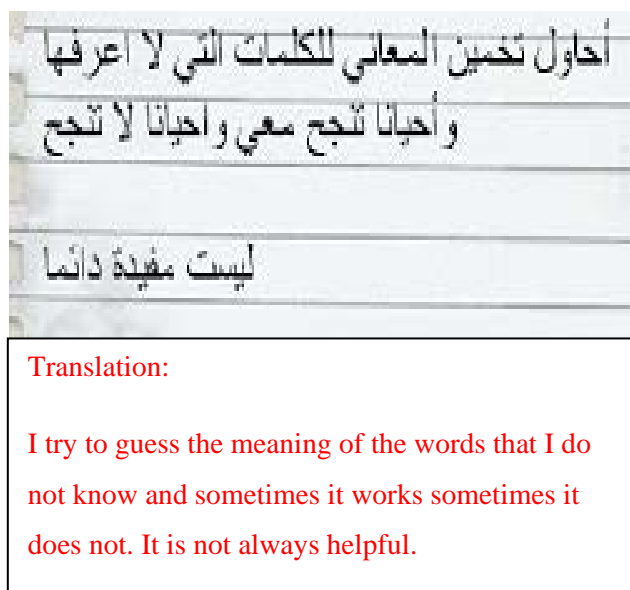 أحاول تخمين المعاني للكلمات التي لا اعرفها
وأحيانا تنجح معي وأحيانا لا تنجح
ليست مفيدة دائما
Translation:
I try to guess the meaning of the words that I do
not know and sometimes it works sometimes it
does not. It is not always helpful.